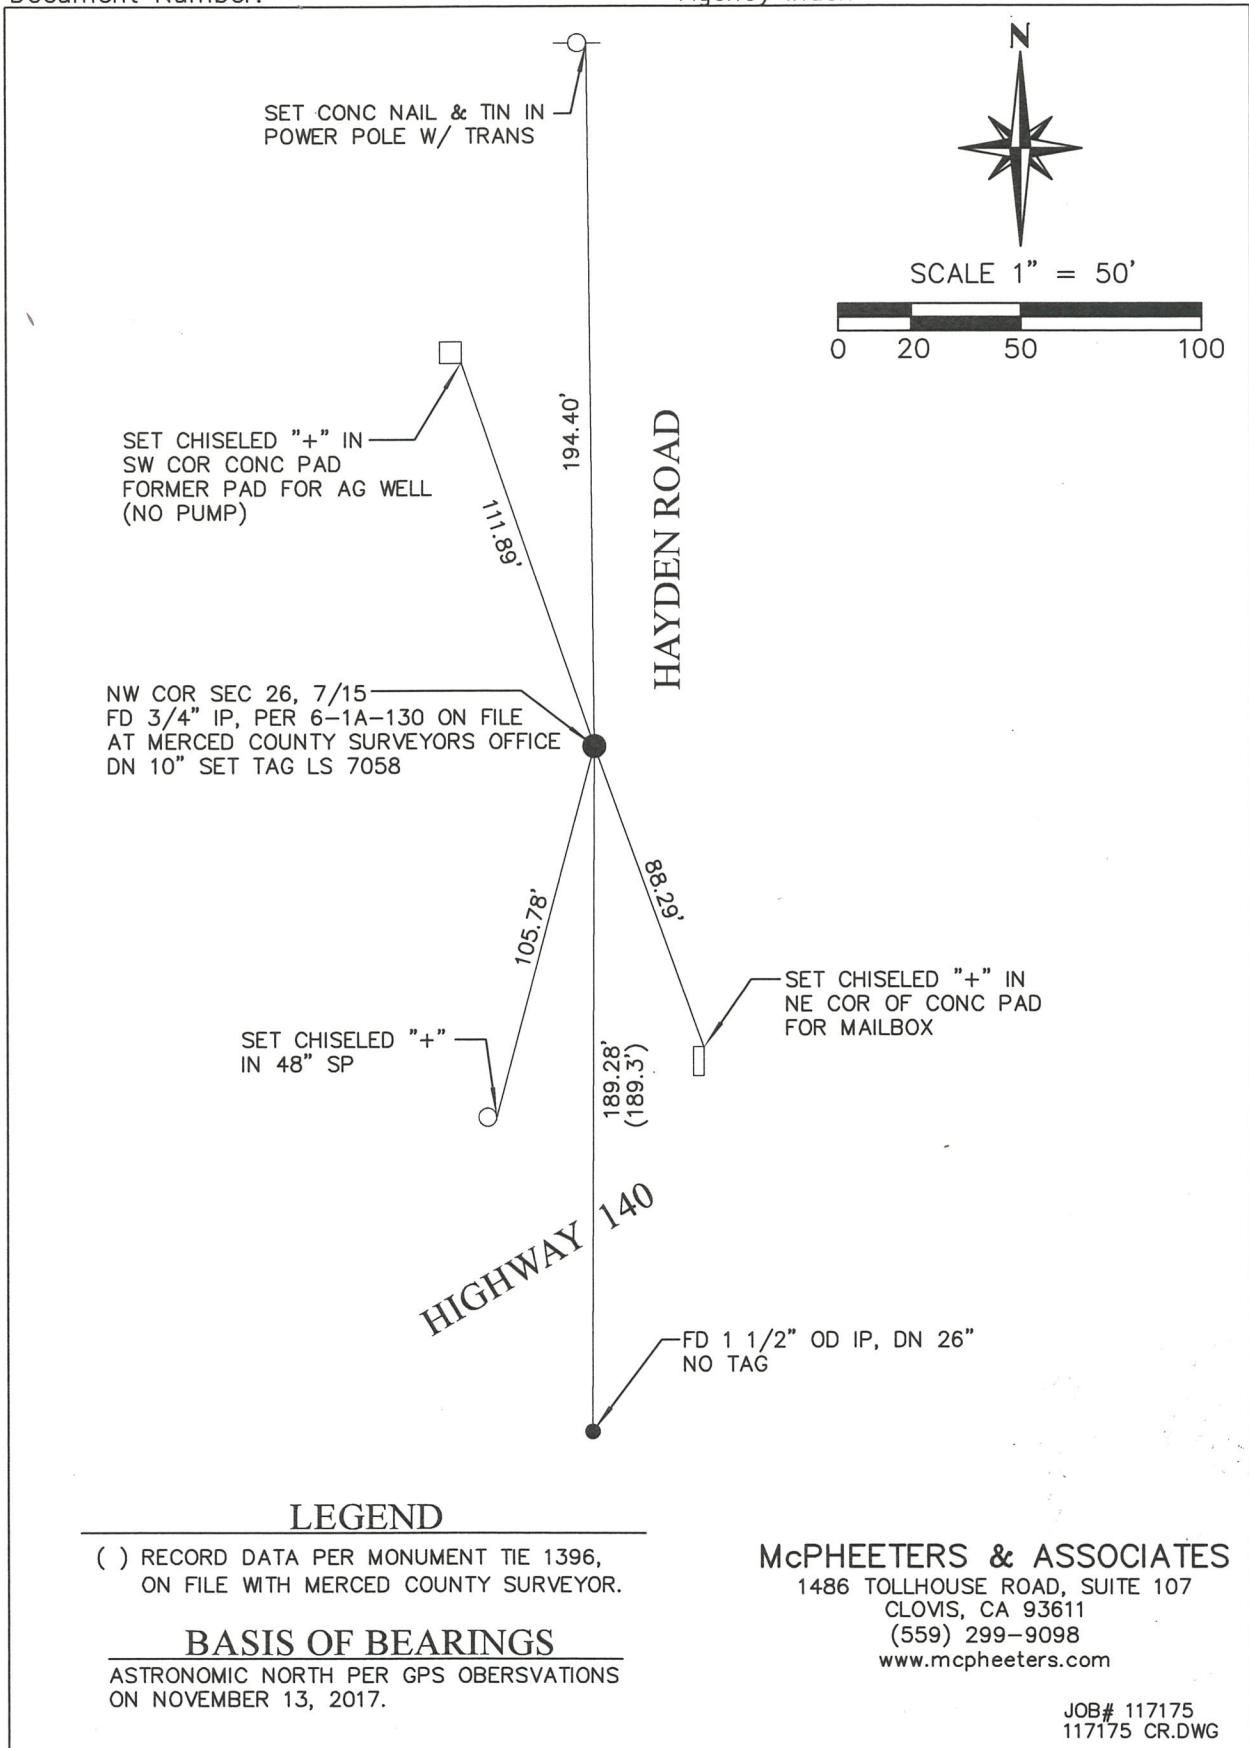 Document Number:
Agency Index
N
SET CONC NAIL & TIN IN
POWER POLE W/ TRANS
SCALE 1" = 50'
0 20 50 100
SET CHISELED "+" IN
SW COR CONC PAD
FORMER PAD FOR AG WELL
(NO PUMP)
194.40'
111.89'
HAYDEN ROAD
NW COR SEC 26, 7/15
FD 3/4" IP, PER 6-1A-130 ON FILE
AT MERCED COUNTY SURVEYORS OFFICE
DN 10" SET TAG LS 7058
88.29'
105.78'
SET CHISELED "+" IN
NE COR OF CONC PAD
FOR MAILBOX
SET CHISELED "+"
IN 48" SP
189.28'
(189.3')
HIGHWAY 140
FD 1 1/2" OD IP, DN 26"
NO TAG
LEGEND
( ) RECORD DATA PER MONUMENT TIE 1396,
ON FILE WITH MERCED COUNTY SURVEYOR.
BASIS OF BEARINGS
ASTRONOMIC NORTH PER GPS OBERSVATIONS
ON NOVEMBER 13, 2017.
McPHEETERS & ASSOCIATES
1486 TOLLHOUSE ROAD, SUITE 107
CLOVIS, CA 93611
(559) 299-9098
www.mcpheeters.com
JOB# 117175
117175 CR.DWG